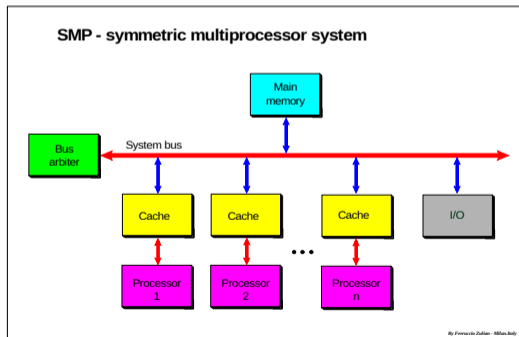 SMP - symmetric multiprocessor system
Main
memory
System bus
Bus
arbiter
Cache
Cache
Cache
I/O
Processor
1
Processor
2
Processor
n
By Ferruccio Zulian - Milan.Italy